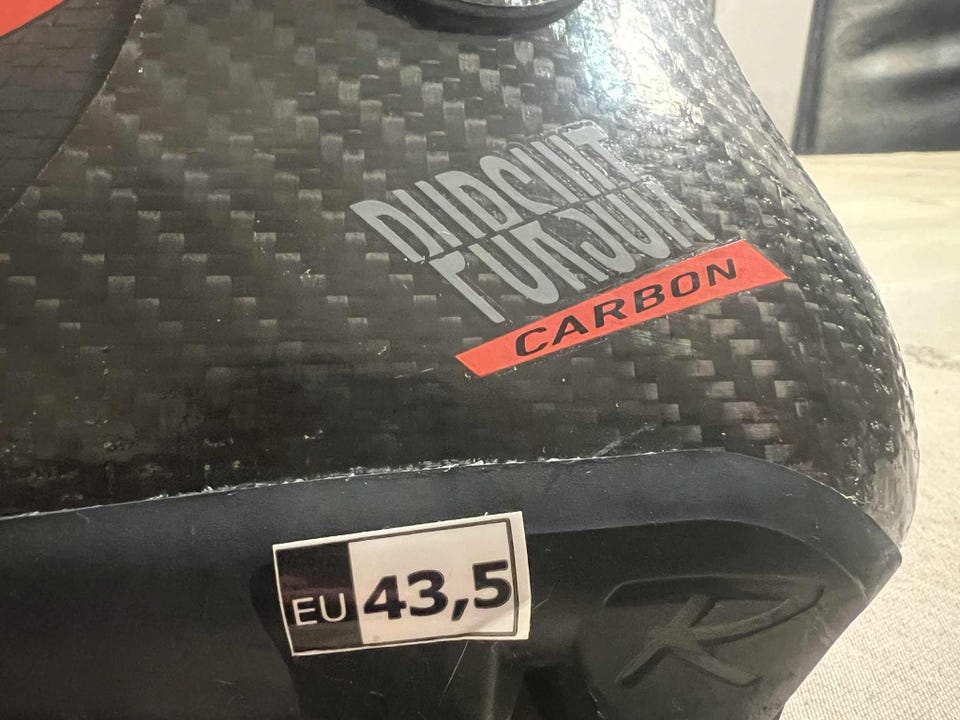 PURSUIT
CARBON
EU 43,5
R